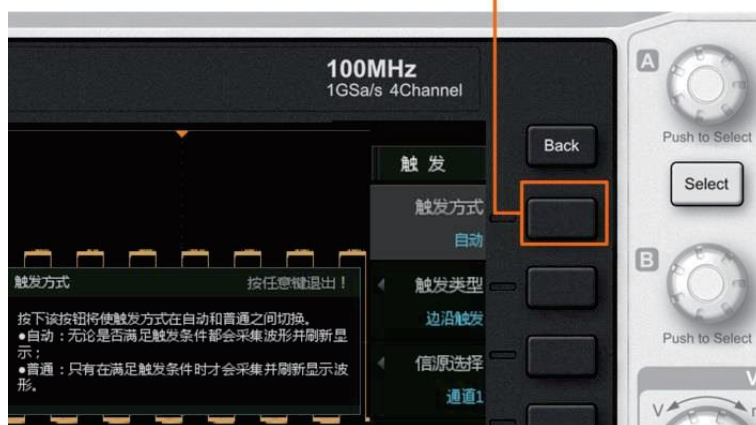 100MHz
1GSa/s 4Channel
A
Push to Select
Back
Select
触 发
触发方式
自动
触发类型
边沿触发
信源选择
通道1
触发方式
按任意键退出！
按下该按钮将使触发方式在自动和普通之间切换。
●自动：无论是否满足触发条件都会采集波形并刷新显
示；
●普通：只有在满足触发条件时才会采集并刷新显示波
形。
B
Push to Select
V
V